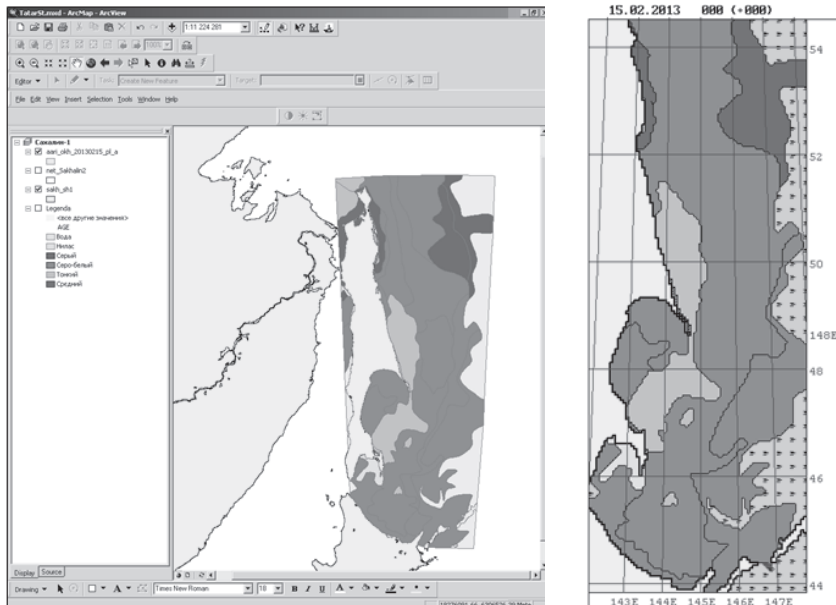 TatarSt.mxd - ArcMap - ArcView
1:11 224 281
100%
Editor
Task: Create New Feature
Target:
File Edit View Insert Selection Tools Window Help
Сахалин-1
aari_okh_20130215_pl_a
net_Sakhalin2
sakh_sh1
Legenda
<все другие значения>
AGE
Вода
Нилас
Серый
Серо-белый
Тонкий
Средний
Display Source
Drawing
Times New Roman
10
B I U
A
15.02.2013 000 (+000)
54
52
50
148E
48
46
44
143E 144E 145E 146E 147E